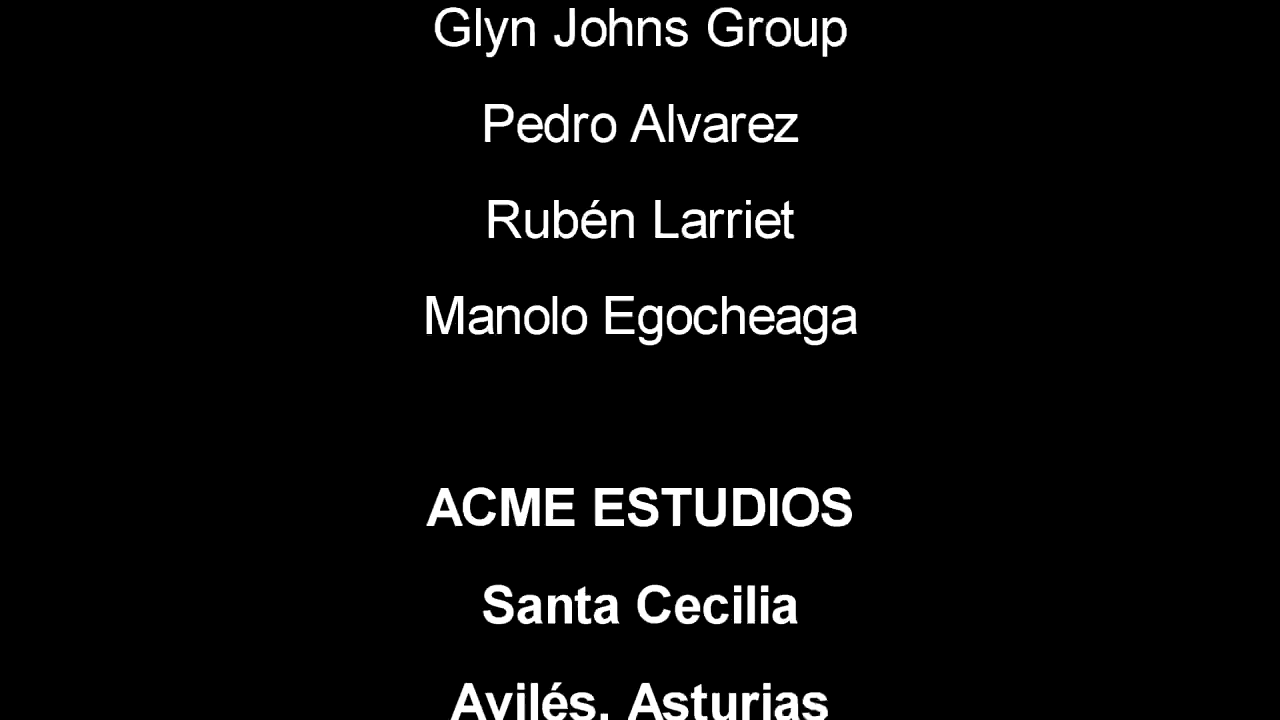 Glyn Johns Group
Pedro Alvarez
Rubén Larriet
Manolo Egocheaga
ACME ESTUDIOS
Santa Cecilia
Avilés, Asturias